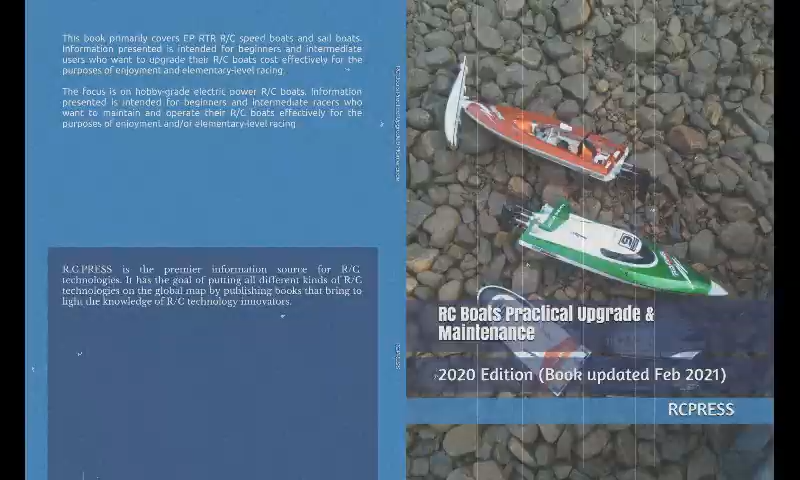 This book primarily covers EP RTR R/C speed boats and sail boats.
Information presented is intended for beginners and intermediate
users who want to upgrade their R/C boats cost effectively for the
purposes of enjoyment and elementary-level racing.
The focus is on hobby-grade electric power R/C boats. Information
presented is intended for beginners and intermediate racers who
want to maintain and operate their R/C boats effectively for the
purposes of enjoyment and/or elementary-level racing.
R.C.PRESS is the premier information source for R/C
technologies. It has the goal of putting all different kinds of R/C
technologies on the global map by publishing books that bring to
light the knowledge of R/C technology innovators.
RCPRESS
RC Boats Practical Upgrade &
Maintenance
2020 Edition (Book updated Feb 2021)
RCPRESS